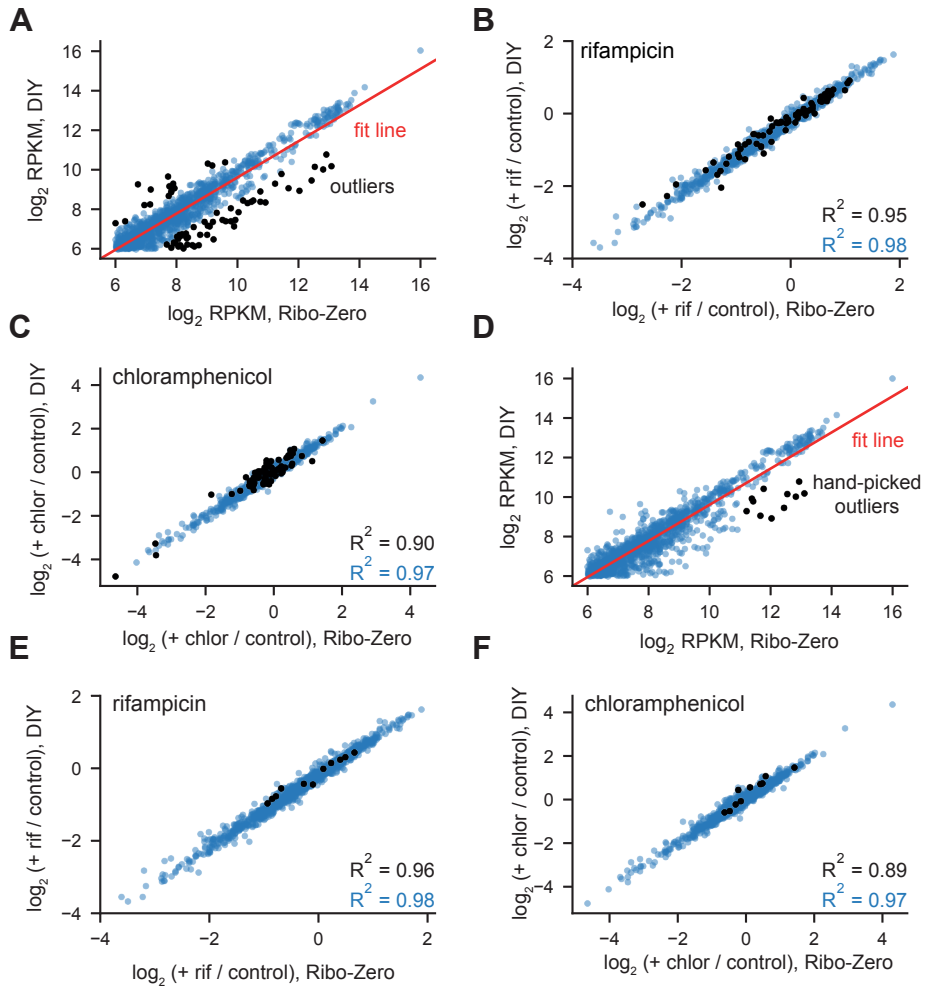 A
16
14
12
10
8
6
log₂ RPKM, DIY
fit line
outliers
6 8 10 12 14 16
log₂ RPKM, Ribo-Zero
B
2
0
−2
−4
log₂ (+ rif / control), DIY
rifampicin
R² = 0.95
R² = 0.98
−4 −2 0 2
log₂ (+ rif / control), Ribo-Zero
C
4
2
0
−2
−4
log₂ (+ chlor / control), DIY
chloramphenicol
R² = 0.90
R² = 0.97
−4 −2 0 2 4
log₂ (+ chlor / control), Ribo-Zero
D
16
14
12
10
8
6
log₂ RPKM, DIY
fit line
hand-picked
outliers
6 8 10 12 14 16
log₂ RPKM, Ribo-Zero
E
2
0
−2
−4
log₂ (+ rif / control), DIY
rifampicin
R² = 0.96
R² = 0.98
−4 −2 0 2
log₂ (+ rif / control), Ribo-Zero
F
4
2
0
−2
−4
log₂ (+ chlor / control), DIY
chloramphenicol
R² = 0.89
R² = 0.97
−4 −2 0 2 4
log₂ (+ chlor / control), Ribo-Zero